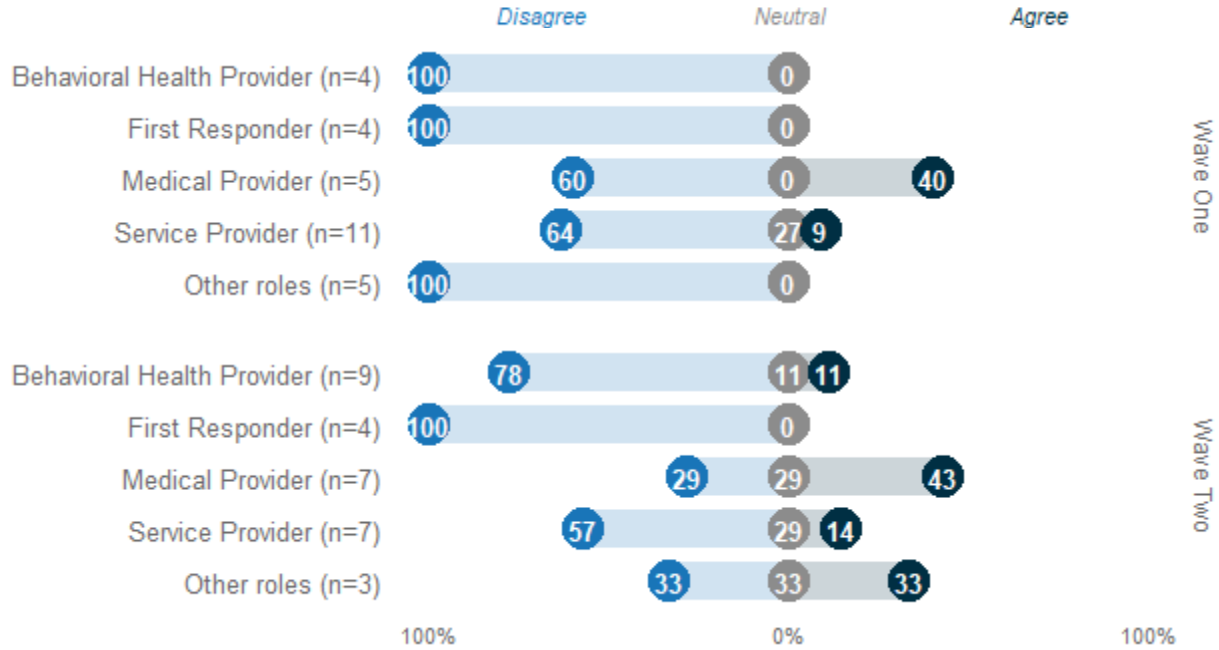 Disagree Neutral Agree
Behavioral Health Provider (n=4) 100 0
First Responder (n=4) 100 0
Medical Provider (n=5) 60 0 40
Service Provider (n=11) 64 27 9
Other roles (n=5) 100 0
Wave One
Behavioral Health Provider (n=9) 78 11 11
First Responder (n=4) 100 0
Medical Provider (n=7) 29 29 43
Service Provider (n=7) 57 29 14
Other roles (n=3) 33 33 33
Wave Two
100% 0% 100%